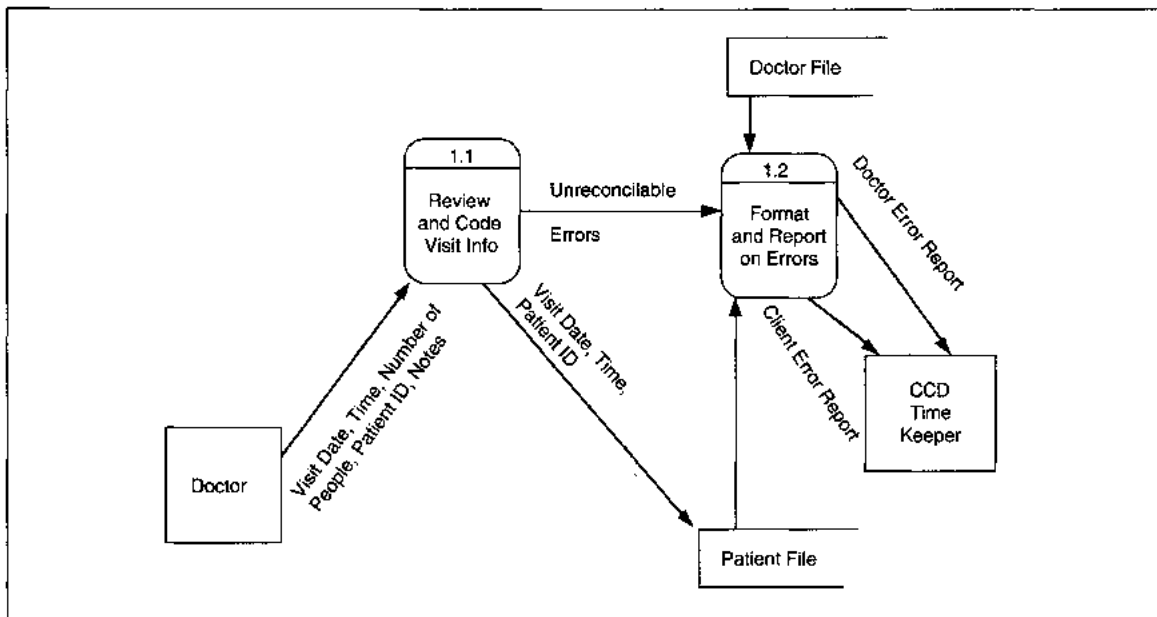 Doctor File
1.1
Review
and Code
Visit Info
Unreconcilable
Errors
1.2
Format
and Report
on Errors
Doctor Error Report
Client Error Report
Visit Date, Time,
Patient ID
Visit Date, Time, Number of
People, Patient ID, Notes
CCD
Time
Keeper
Doctor
Patient File